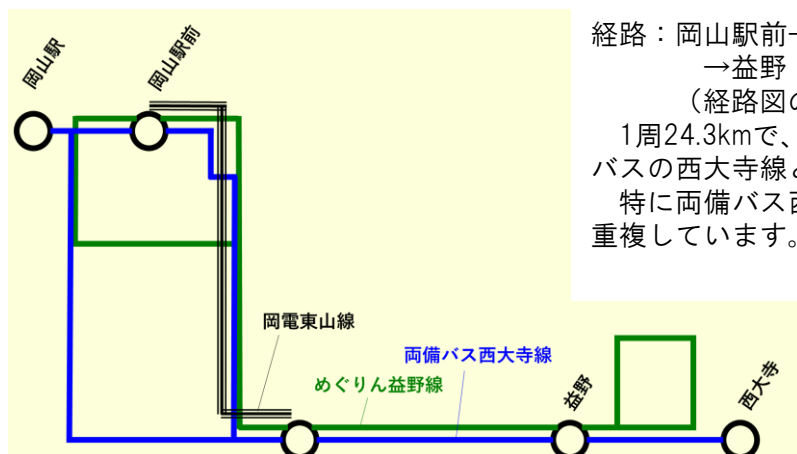 岡山駅
岡山駅前
経路：岡山駅前
→益野
（経路図の
1周24.3kmで、
バスの西大寺線と
特に両備バス西
重複しています。
岡電東山線
両備バス西大寺線
めぐりん益野線
益野
西大寺